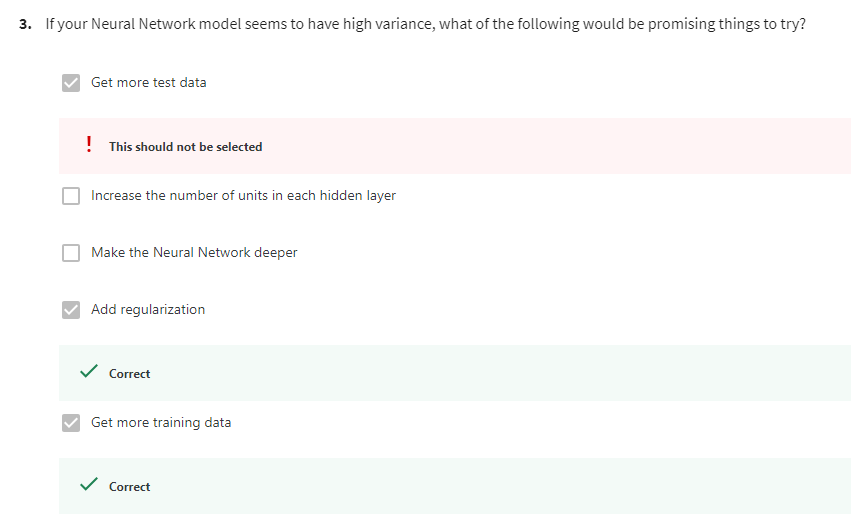 3. If your Neural Network model seems to have high variance, what of the following would be promising things to try?
Get more test data
! This should not be selected
Increase the number of units in each hidden layer
Make the Neural Network deeper
Add regularization
Correct
Get more training data
Correct